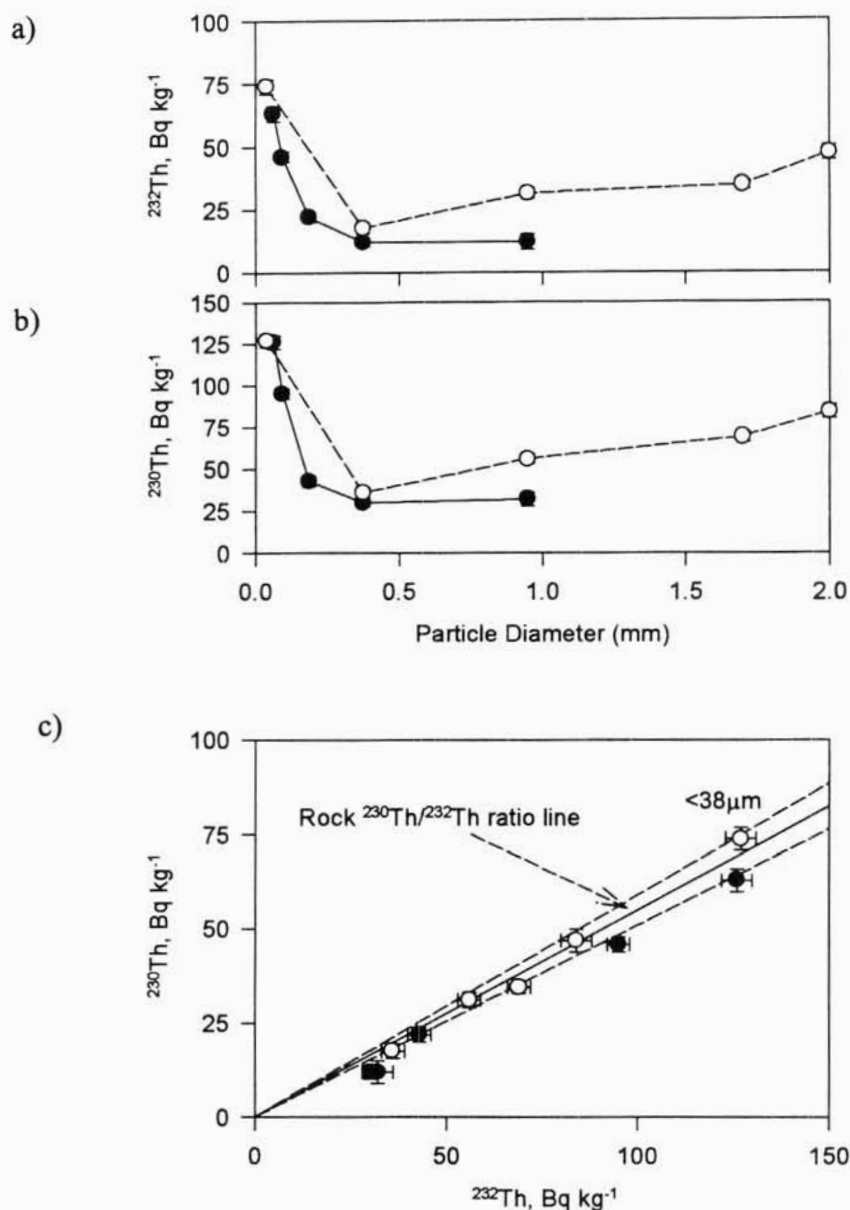 a)
100
75
50
25
0
²³²Th, Bq kg⁻¹
b)
150
125
100
75
50
25
0
²³⁰Th, Bq kg⁻¹
0.0 0.5 1.0 1.5 2.0
Particle Diameter (mm)
c)
100
75
50
25
0
²³⁰Th, Bq kg⁻¹
<38μm
Rock ²³⁰Th/²³²Th ratio line
0 50 100 150
²³²Th, Bq kg⁻¹